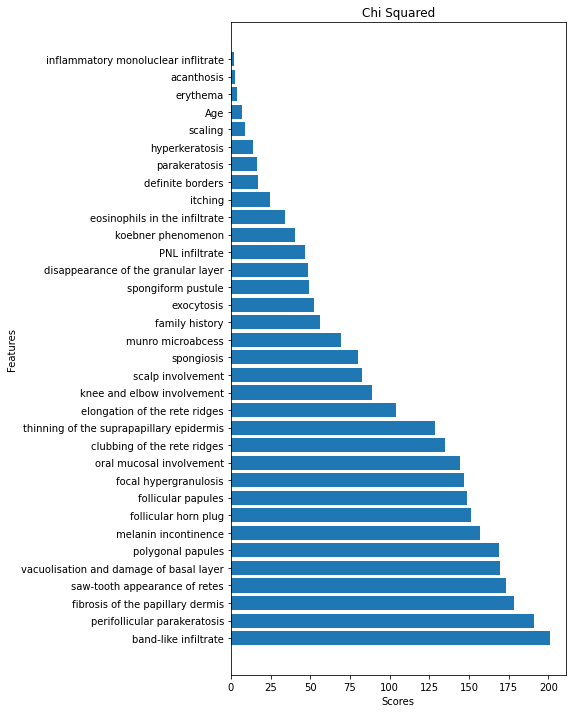 Chi Squared
inflammatory monoluclear inflitrate
acanthosis
erythema
Age
scaling
hyperkeratosis
parakeratosis
definite borders
itching
eosinophils in the infiltrate
koebner phenomenon
PNL infiltrate
disappearance of the granular layer
spongiform pustule
exocytosis
family history
munro microabcess
spongiosis
scalp involvement
knee and elbow involvement
elongation of the rete ridges
thinning of the suprapapillary epidermis
clubbing of the rete ridges
oral mucosal involvement
focal hypergranulosis
follicular papules
follicular horn plug
melanin incontinence
polygonal papules
vacuolisation and damage of basal layer
saw-tooth appearance of retes
fibrosis of the papillary dermis
perifollicular parakeratosis
band-like infiltrate
Features
0 25 50 75 100 125 150 175 200
Scores